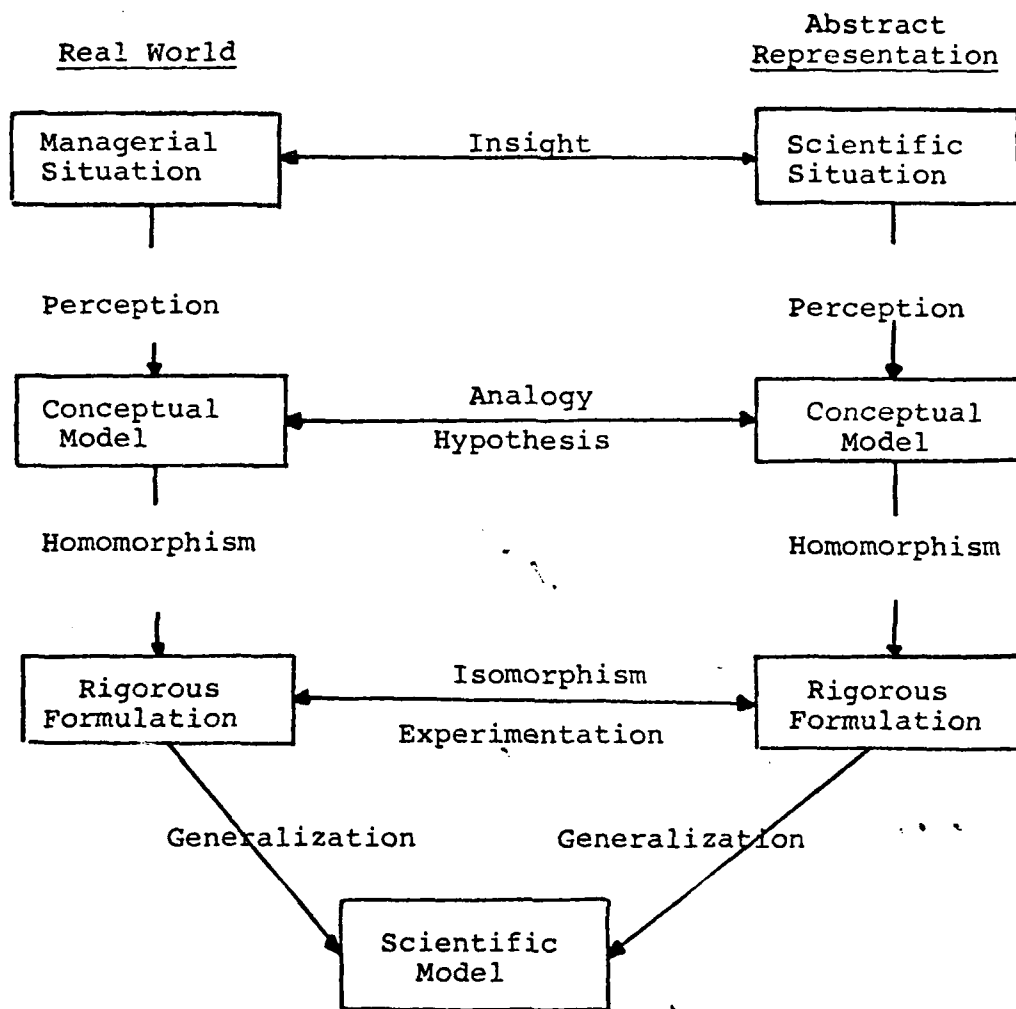 Real World
Abstract
Representation
Managerial
Situation
Insight
Scientific
Situation
Perception
Perception
Conceptual
Model
Analogy
Hypothesis
Conceptual
Model
Homomorphism
Homomorphism
Rigorous
Formulation
Isomorphism
Experimentation
Rigorous
Formulation
Generalization
Generalization
Scientific
Model